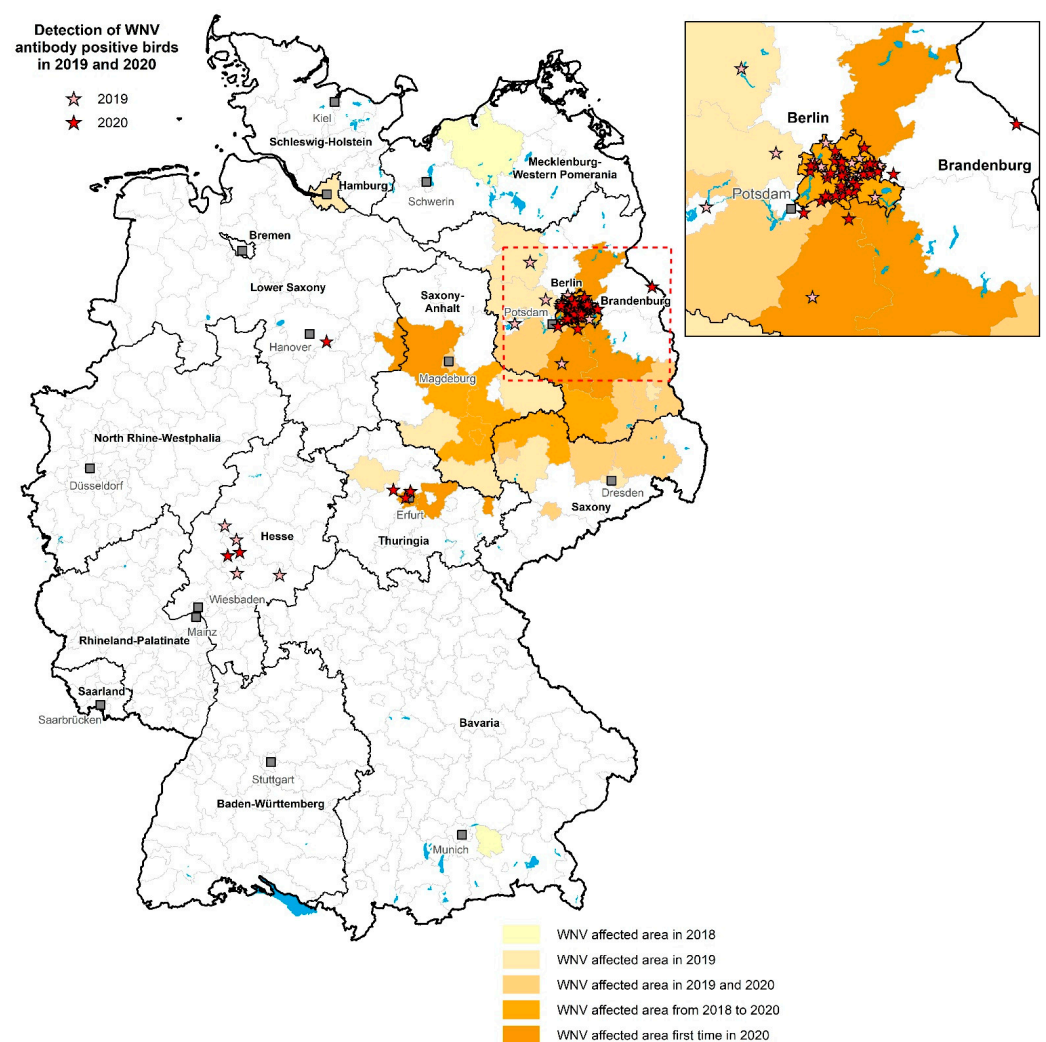 Detection of WNV
antibody positive birds
in 2019 and 2020
2019
2020
Kiel
Schleswig-Holstein
Mecklenburg-
Western Pomerania
Hamburg
Schwerin
Bremen
Lower Saxony
Saxony-
Anhalt
Berlin
Brandenburg
Potsdam
Hanover
Magdeburg
North Rhine-Westphalia
Düsseldorf
Dresden
Saxony
Erfurt
Hesse
Thuringia
Wiesbaden
Mainz
Rhineland-Palatinate
Saarland
Saarbrücken
Bavaria
Stuttgart
Baden-Württemberg
Munich
Berlin
Brandenburg
Potsdam
WNV affected area in 2018
WNV affected area in 2019
WNV affected area in 2019 and 2020
WNV affected area from 2018 to 2020
WNV affected area first time in 2020